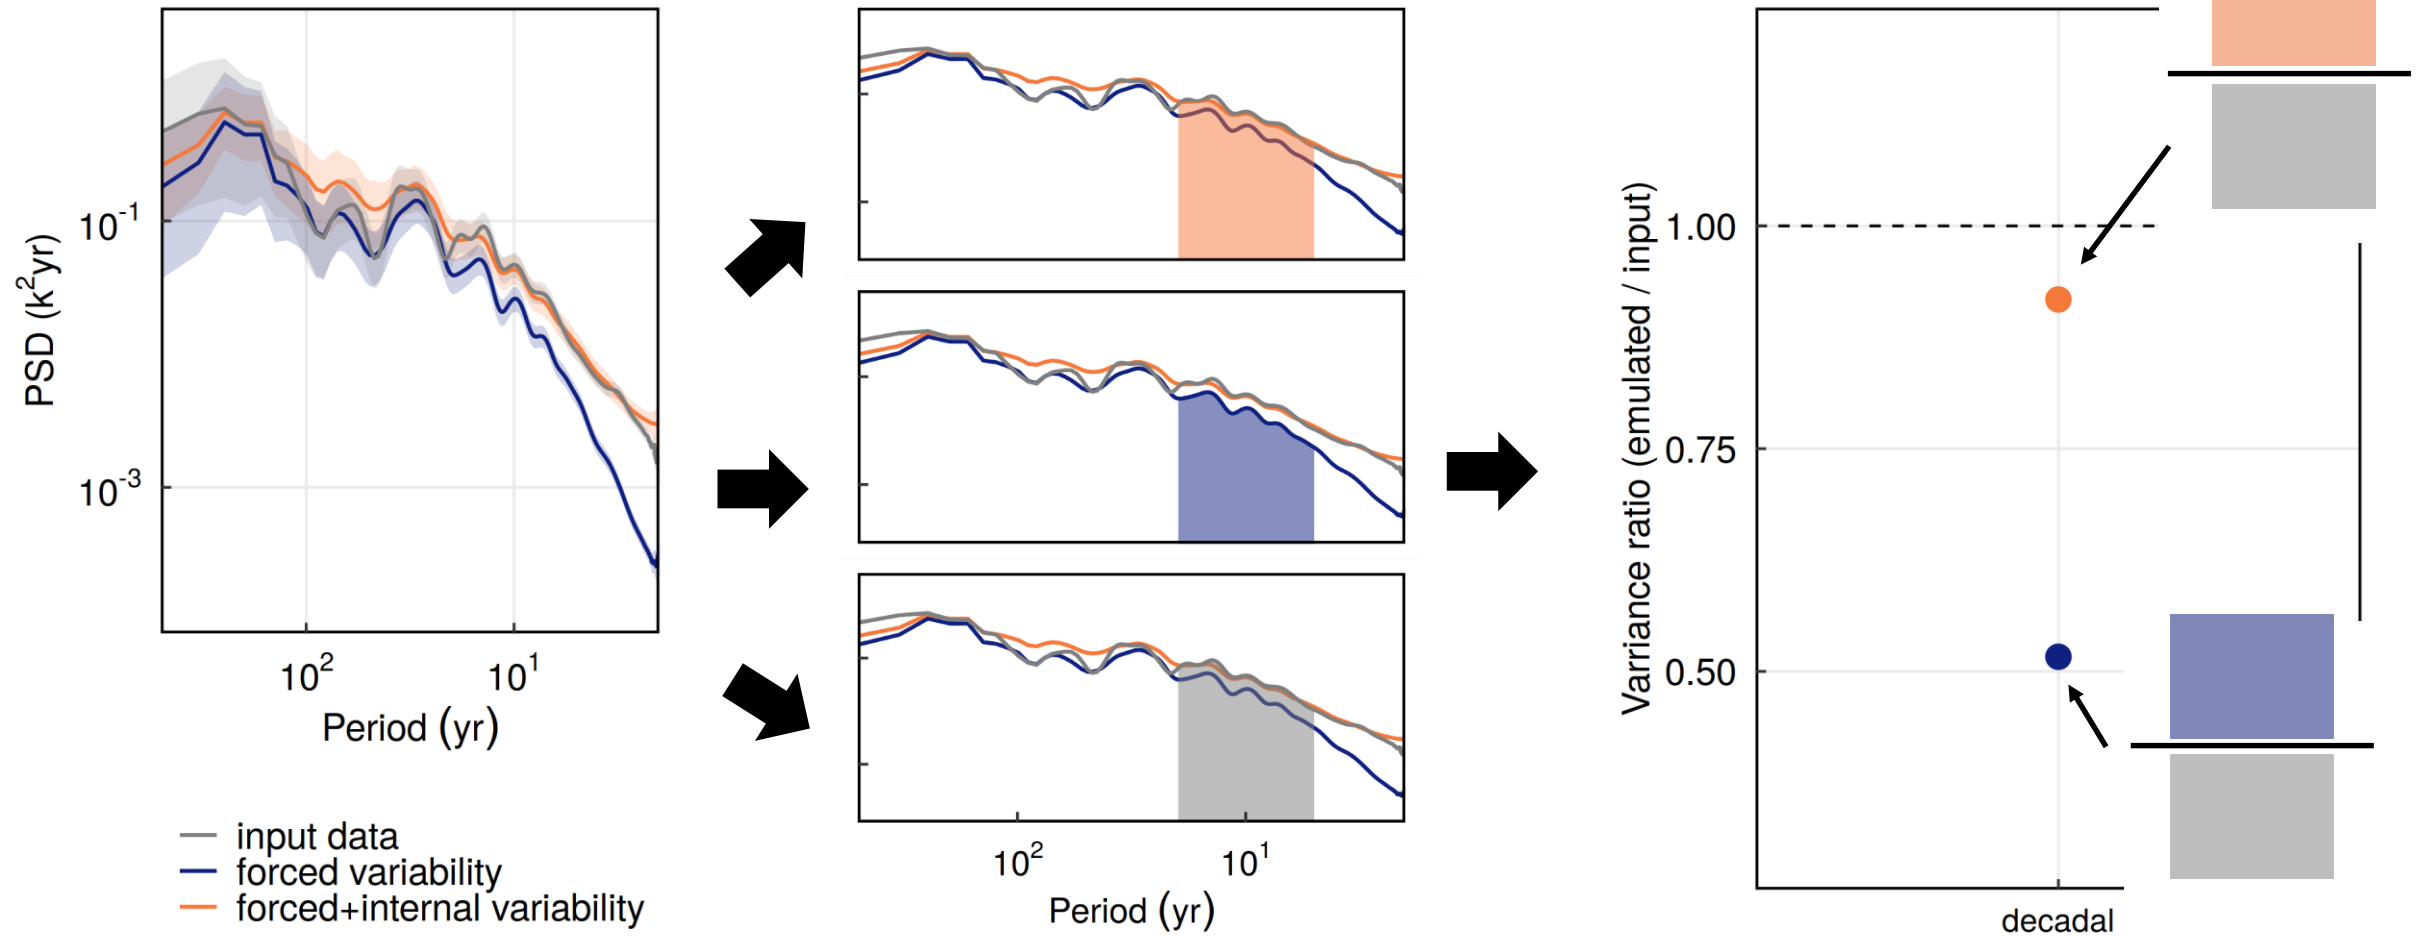 PSD (k²yr)
10⁻¹
10⁻³
10² 10¹
Period (yr)
input data
forced variability
forced+internal variability
10² 10¹
Period (yr)
Varriance ratio (emulated / input)
1.00
0.75
0.50
decadal